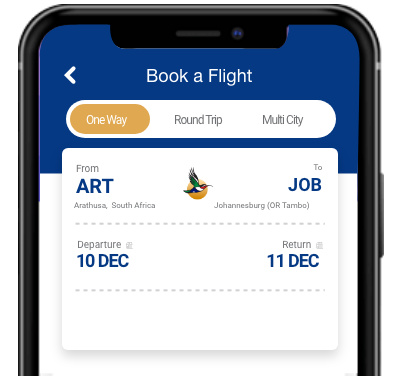 Book a Flight
One Way Round Trip Multi City
From To
ART JOB
Arathusa, South Africa Johannesburg (OR Tambo)
Departure Return
10 DEC 11 DEC